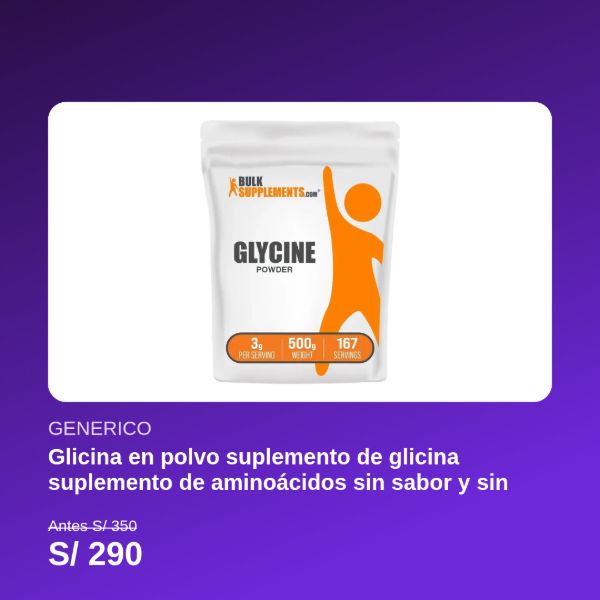 BULK
SUPPLEMENTS.COM®
GLYCINE
POWDER
3g 500g 167
PER SERVING WEIGHT SERVINGS
GENERICO
Glicina en polvo suplemento de glicina
suplemento de aminoácidos sin sabor y sin
Antes S/ 350
S/ 290